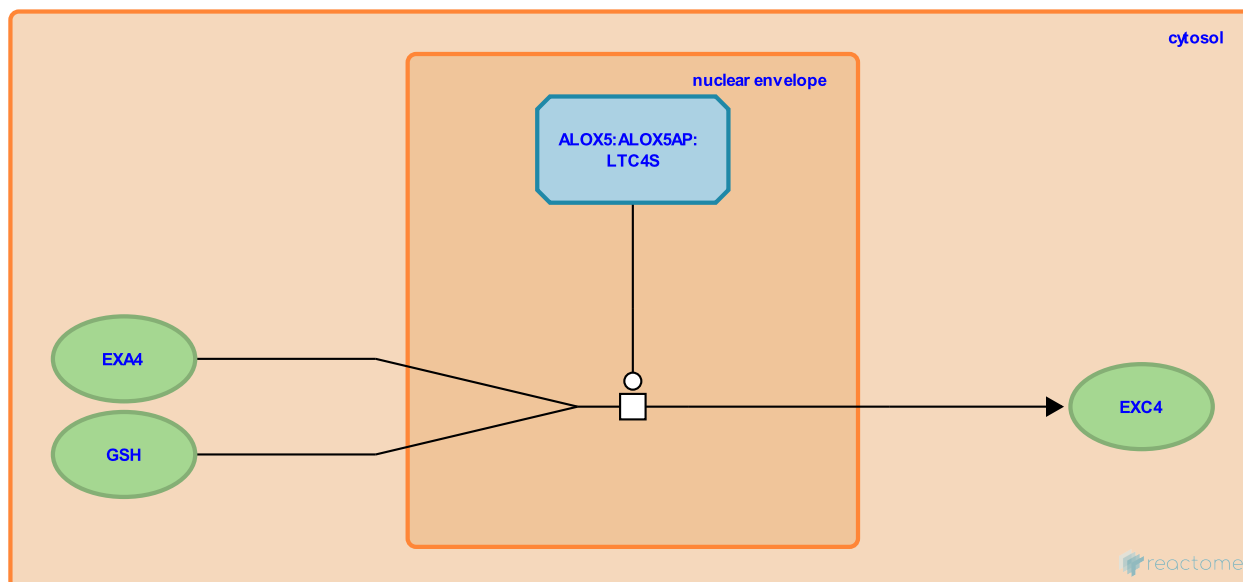 cytosol
nuclear envelope
ALOX5:ALOX5AP:
LTC4S
EXA4
EXC4
GSH
reactome